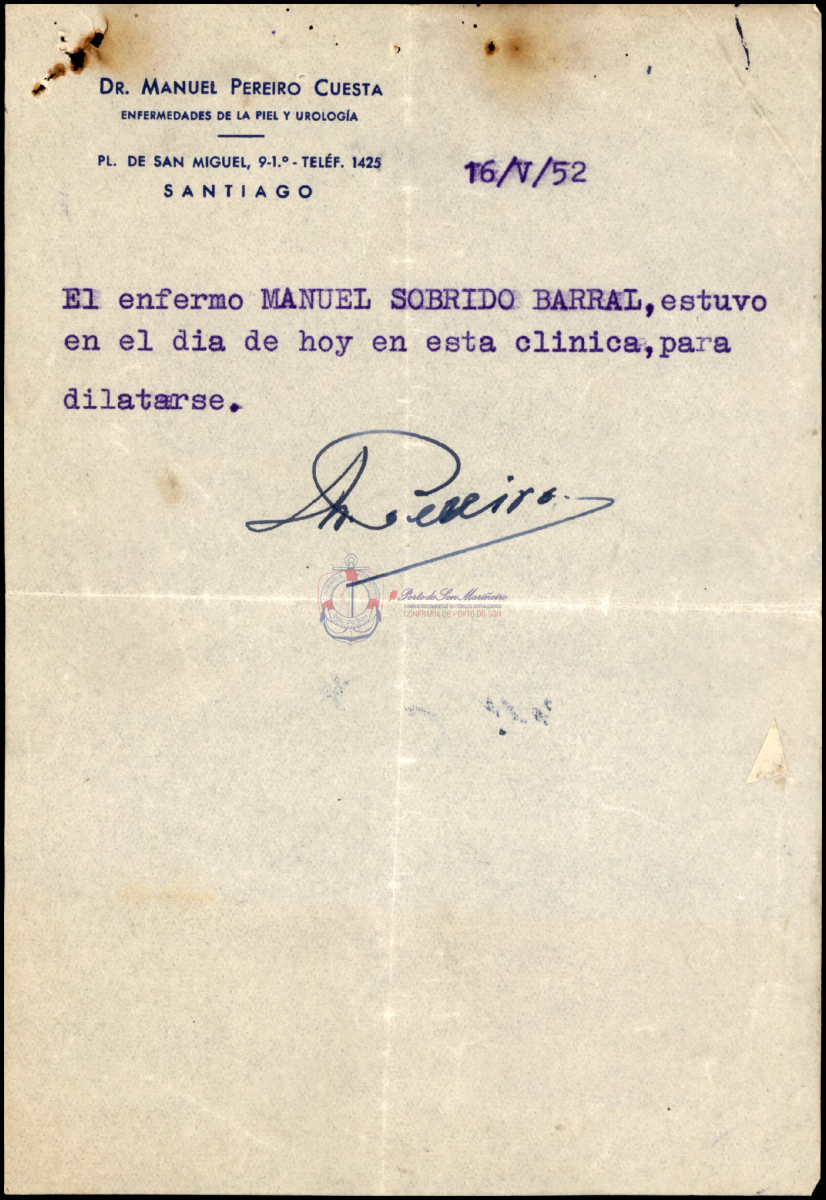 DR. MANUEL PEREIRO CUESTA
ENFERMEDADES DE LA PIEL Y UROLOGÍA
PL. DE SAN MIGUEL, 9-1.º - TELÉF. 1425
SANTIAGO
16/V/52
El enfermo MANUEL SOBRIDO BARRAL, estuvo
en el dia de hoy en esta clinica, para
dilatarse.
Pereiro
#Porto do Son Mariñeiro
CONFRARÍA DE PORTO DO SON